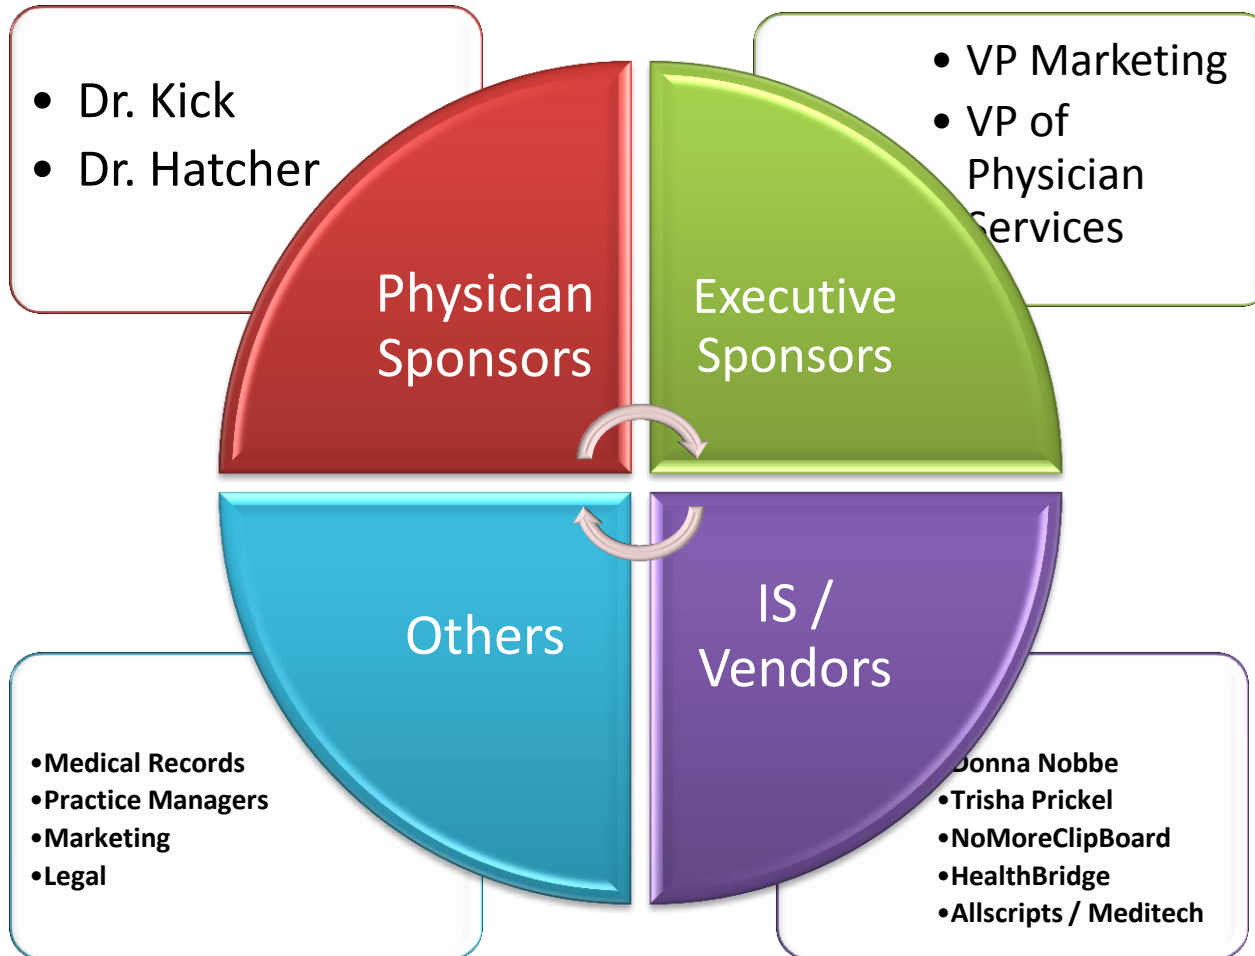 • Dr. Kick
• Dr. Hatcher
• VP Marketing
• VP of
Physician
Services
Physician
Sponsors
Executive
Sponsors
Others
IS /
Vendors
•Medical Records
•Practice Managers
•Marketing
•Legal
Donna Nobbe
•Trisha Prickel
•NoMoreClipBoard
•HealthBridge
•Allscripts / Meditech